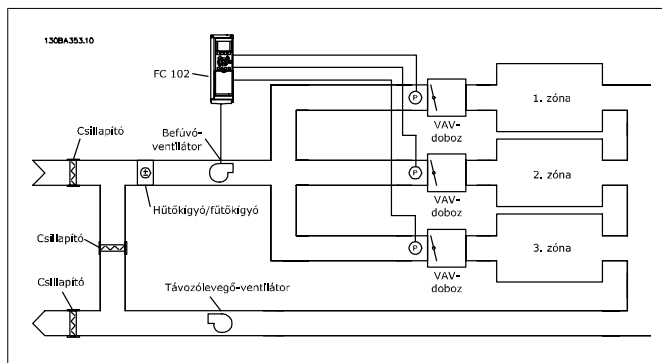 130BA353.10
FC 102
Csillapító
Befúvó-
ventilátor
VAV-
doboz
1. zóna
Hűtőkígyó/fűtőkígyó
P
VAV-
doboz
2. zóna
Csillapító
P
VAV-
doboz
3. zóna
P
Csillapító
Távozólevegő-ventilátor